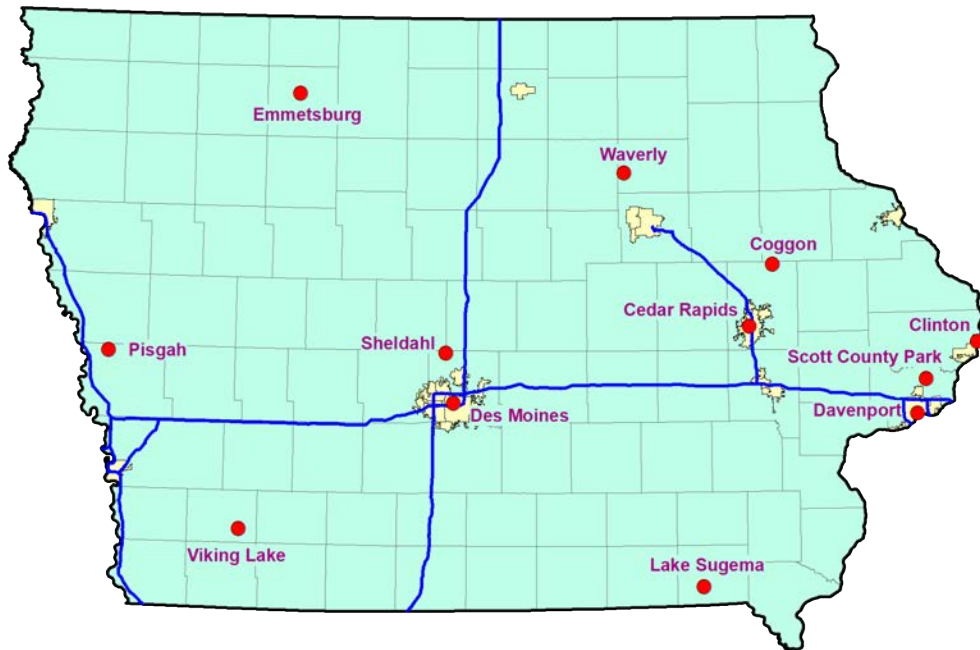 Emmetsburg
Waverly
Coggon
Cedar Rapids
Clinton
Pisgah
Sheldahl
Scott County Park
Des Moines
Davenport
Viking Lake
Lake Sugema